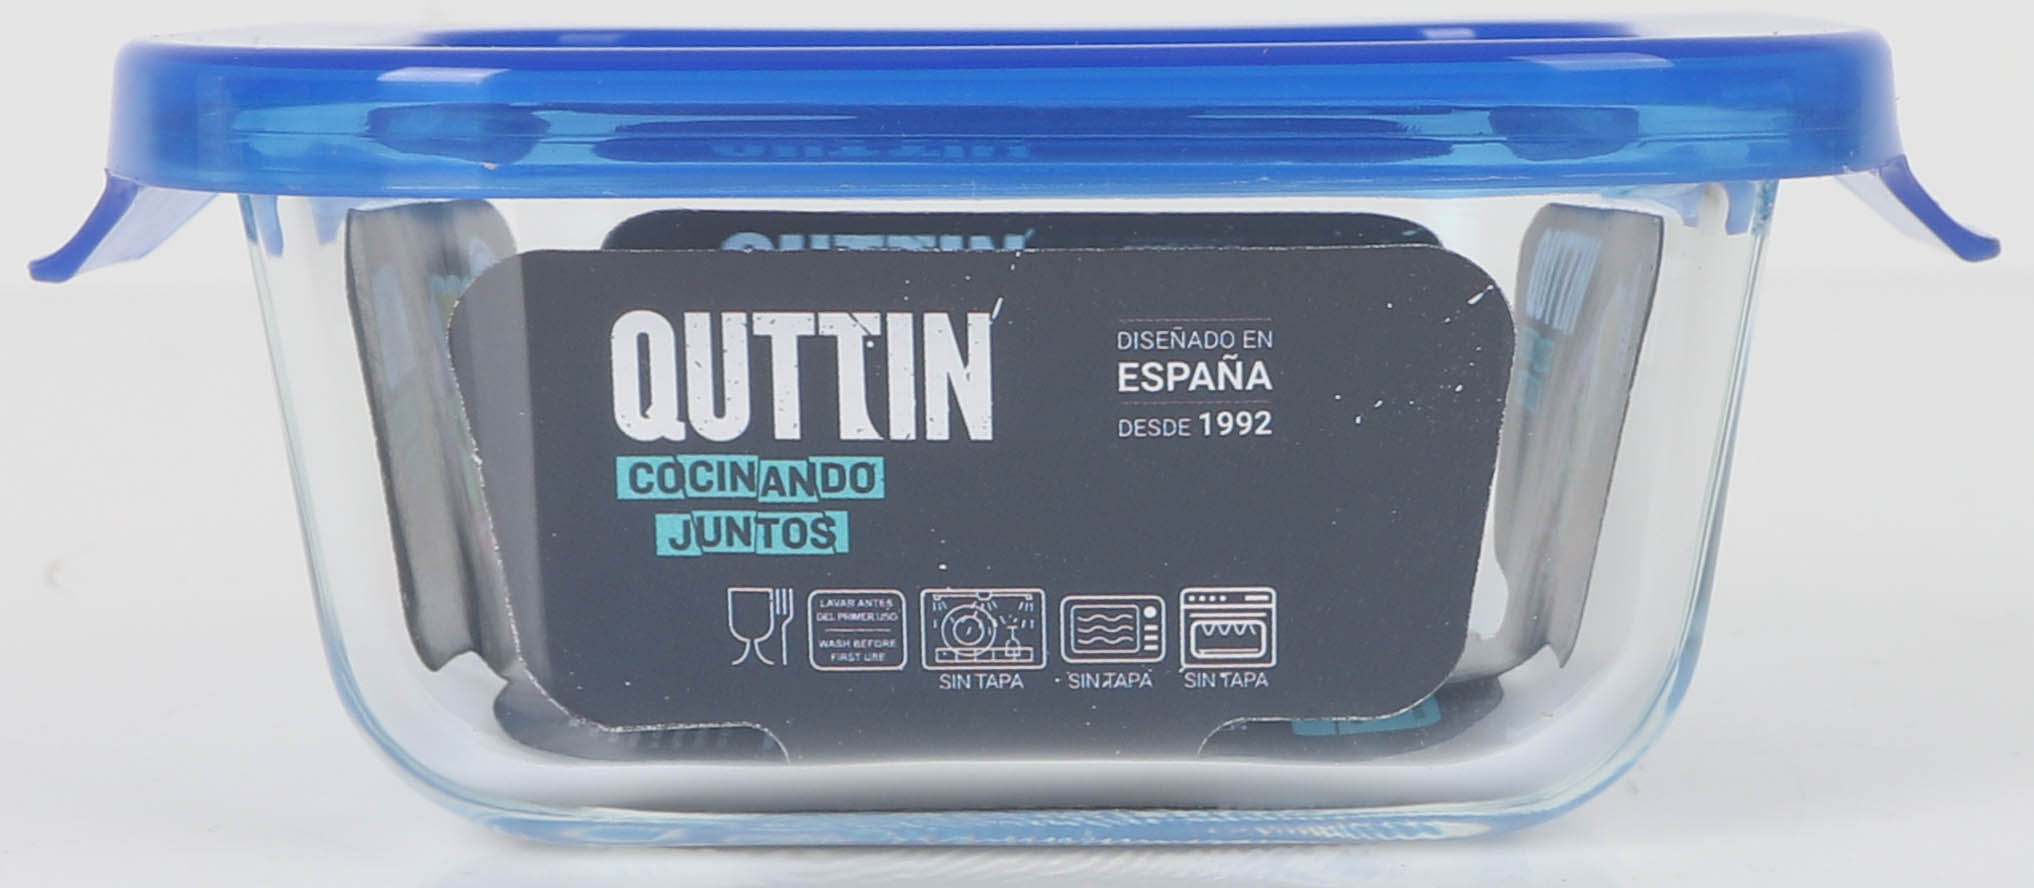 QUTTIN
DISEÑADO EN
ESPAÑA
DESDE 1992
COCINANDO
JUNTOS
LAVAR ANTES
DEL PRIMER USO
WASH BEFORE
FIRST USE
SIN TAPA
SIN TAPA
SIN TAPA
QUTTIN